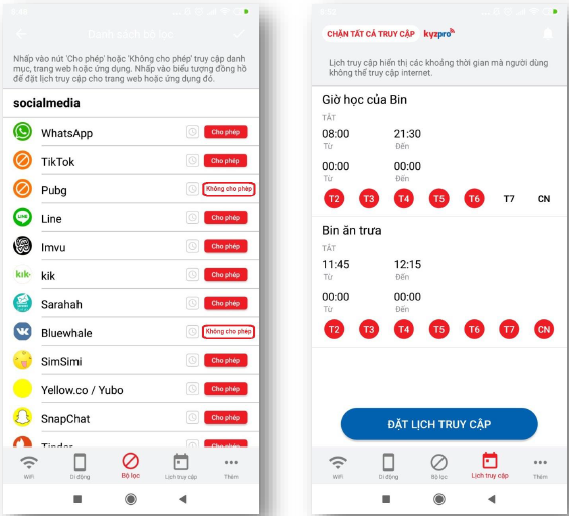 Danh sách bộ lọc
Nhấp vào nút 'Cho phép' hoặc 'Không cho phép' truy cập danh
mục, trang web hoặc ứng dụng. Nhấp vào biểu tượng đồng hồ
để đặt lịch truy cập cho trang web hoặc ứng dụng đó.
socialmedia
WhatsApp Cho phép
TikTok Cho phép
Pubg Không cho phép
LINE Line Cho phép
Imvu Cho phép
kik· kik Cho phép
Sarahah Cho phép
Bluewhale Không cho phép
SimSimi Cho phép
Yellow.co / Yubo Cho phép
SnapChat Cho phép
Tinder Cho phép
WiFi Di động Bộ lọc Lịch truy cập Thêm
CHẶN TẤT CẢ TRUY CẬP kyzpro
Lịch truy cập hiển thị các khoảng thời gian mà người dùng
không thể truy cập internet.
Giờ học của Bin
TẮT
08:00 21:30
Từ Đến
00:00 00:00
Từ Đến
T2 T3 T4 T5 T6 T7 CN
Bin ăn trưa
TẮT
11:45 12:15
Từ Đến
00:00 00:00
Từ Đến
T2 T3 T4 T5 T6 T7 CN
ĐẶT LỊCH TRUY CẬP
WiFi Di động Bộ lọc Lịch truy cập Thêm